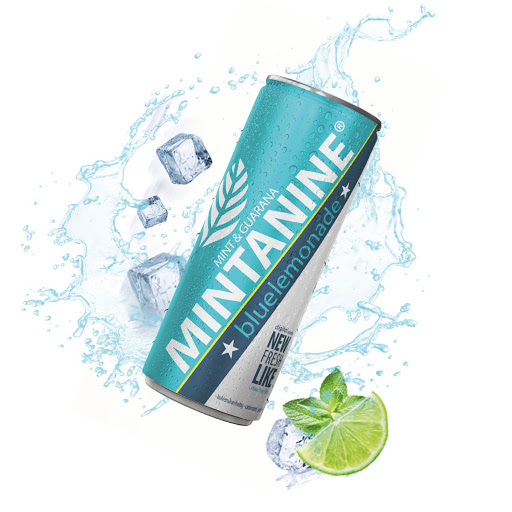 MINT & GUARANA
MINTANINE®
bluelemonade
NEW
FRESH
LIKE